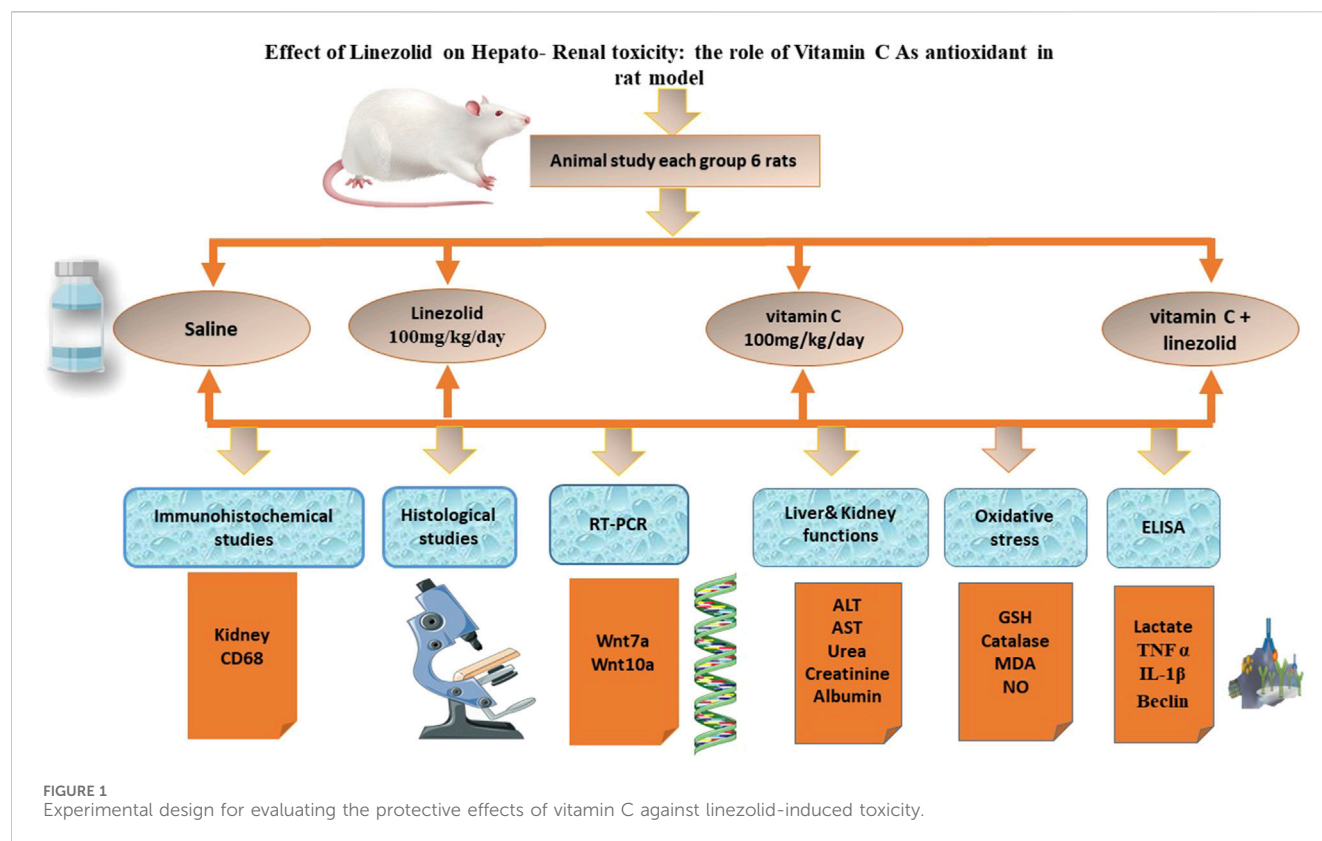 Effect of Linezolid on Hepato- Renal toxicity: the role of Vitamin C As antioxidant in
rat model
Animal study each group 6 rats
Saline
Linezolid
100mg/kg/day
vitamin C
100mg/kg/day
vitamin C +
linezolid
Immunohistochemical
studies
Histological
studies
RT-PCR
Liver& Kidney
functions
Oxidative
stress
ELISA
Kidney
CD68
Wnt7a
Wnt10a
ALT
AST
Urea
Creatinine
Albumin
GSH
Catalase
MDA
NO
Lactate
TNF α
IL-1β
Beclin
FIGURE 1
Experimental design for evaluating the protective effects of vitamin C against linezolid-induced toxicity.